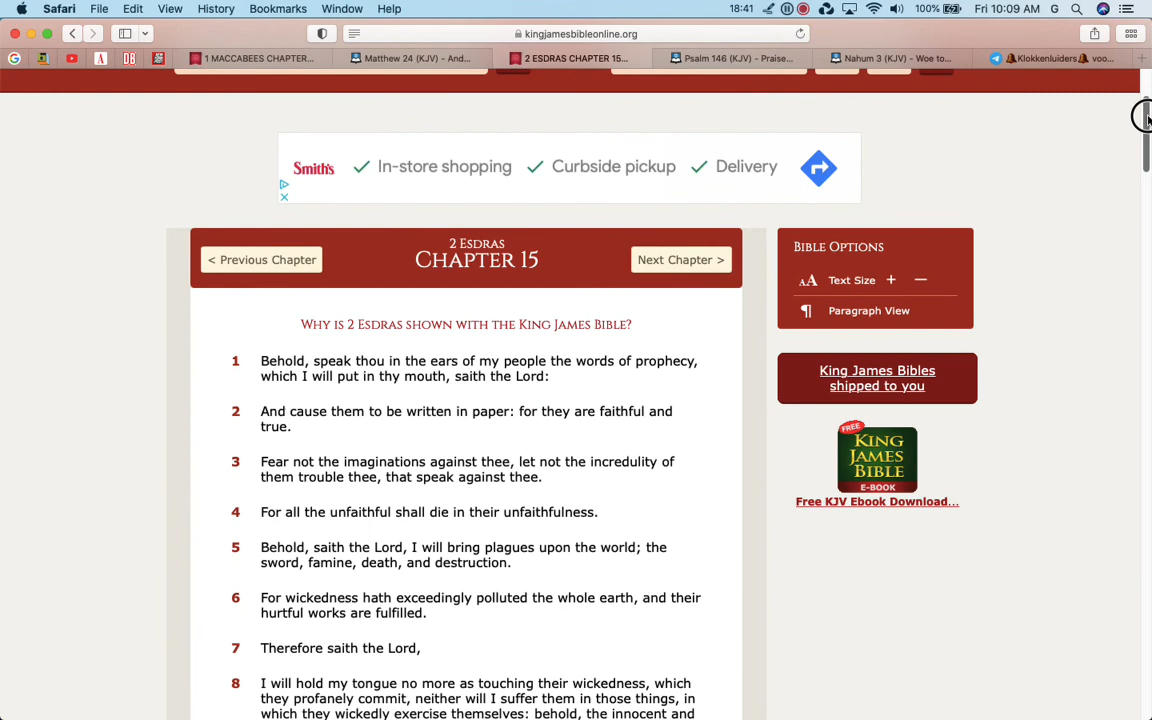 Safari File Edit View History Bookmarks Window Help 18:41 100% Fri 10:09 AM G
kingjamesbibleonline.org
1 MACCABEES CHAPTER... Matthew 24 (KJV) - And... 2 ESDRAS CHAPTER 15... Psalm 146 (KJV) - Praise... Nahum 3 (KJV) - Woe to... Klokkenluiders voo...
Smith's In-store shopping Curbside pickup Delivery
2 ESDRAS
< Previous Chapter CHAPTER 15 Next Chapter >
WHY IS 2 ESDRAS SHOWN WITH THE KING JAMES BIBLE?
1 Behold, speak thou in the ears of my people the words of prophecy,
which I will put in thy mouth, saith the Lord:
2 And cause them to be written in paper: for they are faithful and
true.
3 Fear not the imaginations against thee, let not the incredulity of
them trouble thee, that speak against thee.
4 For all the unfaithful shall die in their unfaithfulness.
5 Behold, saith the Lord, I will bring plagues upon the world; the
sword, famine, death, and destruction.
6 For wickedness hath exceedingly polluted the whole earth, and their
hurtful works are fulfilled.
7 Therefore saith the Lord,
8 I will hold my tongue no more as touching their wickedness, which
they profanely commit, neither will I suffer them in those things, in
which they wickedly exercise themselves: behold, the innocent and
BIBLE OPTIONS
AA Text Size + −
¶ Paragraph View
King James Bibles
shipped to you
FREE
KING
JAMES
BIBLE
E-BOOK
Free KJV Ebook Download...